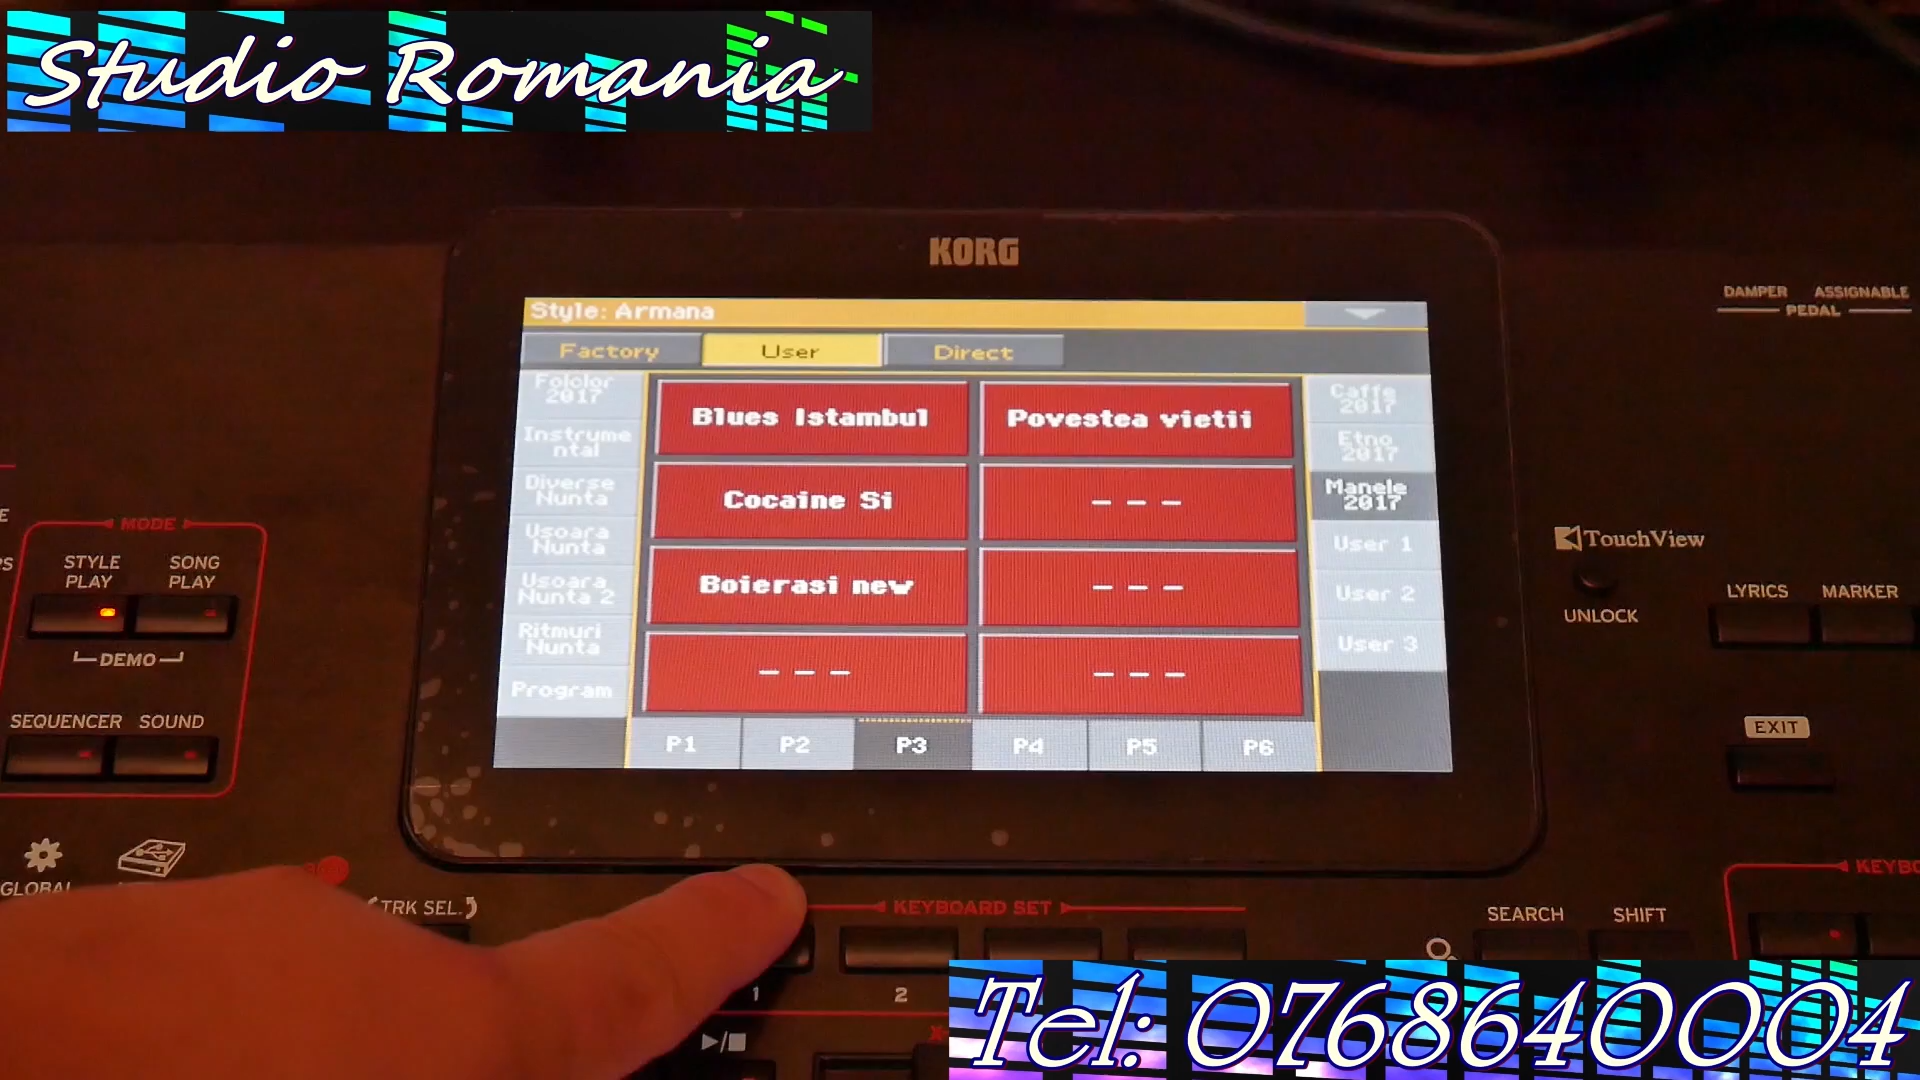 Studio Romania
KORG
DAMPER ASSIGNABLE
PEDAL
Style: Armana
Factory User Direct
Fololor
2017
Blues Istambul
Povestea vietii
Caffe
2017
Instrume
ntal
Etno
2017
Diverse
Nunta
Cocaine Si
- - -
Manele
2017
Usoara
Nunta
User 1
Usoara
Nunta 2
Boierasi new
- - -
User 2
Ritmuri
Nunta
- - -
- - -
User 3
Program
P1 P2 P3 P4 P5 P6
MODE
STYLE
PLAY
SONG
PLAY
DEMO
SEQUENCER SOUND
TouchView
UNLOCK
LYRICS MARKER
EXIT
GLOBAL
TRK SEL.
KEYBOARD SET
SEARCH SHIFT
KEYBO
1 2
Tel: 0768640004